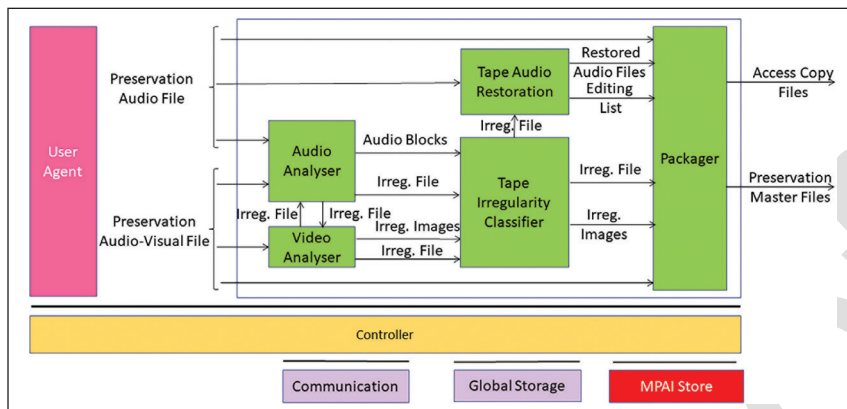 User
Agent
Preservation
Audio File
Preservation
Audio-Visual File
Audio
Analyser
Irreg. File
Irreg. File
Video
Analyser
Audio Blocks
Irreg. File
Irreg. Images
Irreg. File
Tape Audio
Restoration
Irreg. File
Tape
Irregularity
Classifier
Restored
Audio Files
Editing
List
Irreg. File
Irreg.
Images
Packager
Access Copy
Files
Preservation
Master Files
Controller
Communication
Global Storage
MPAI Store